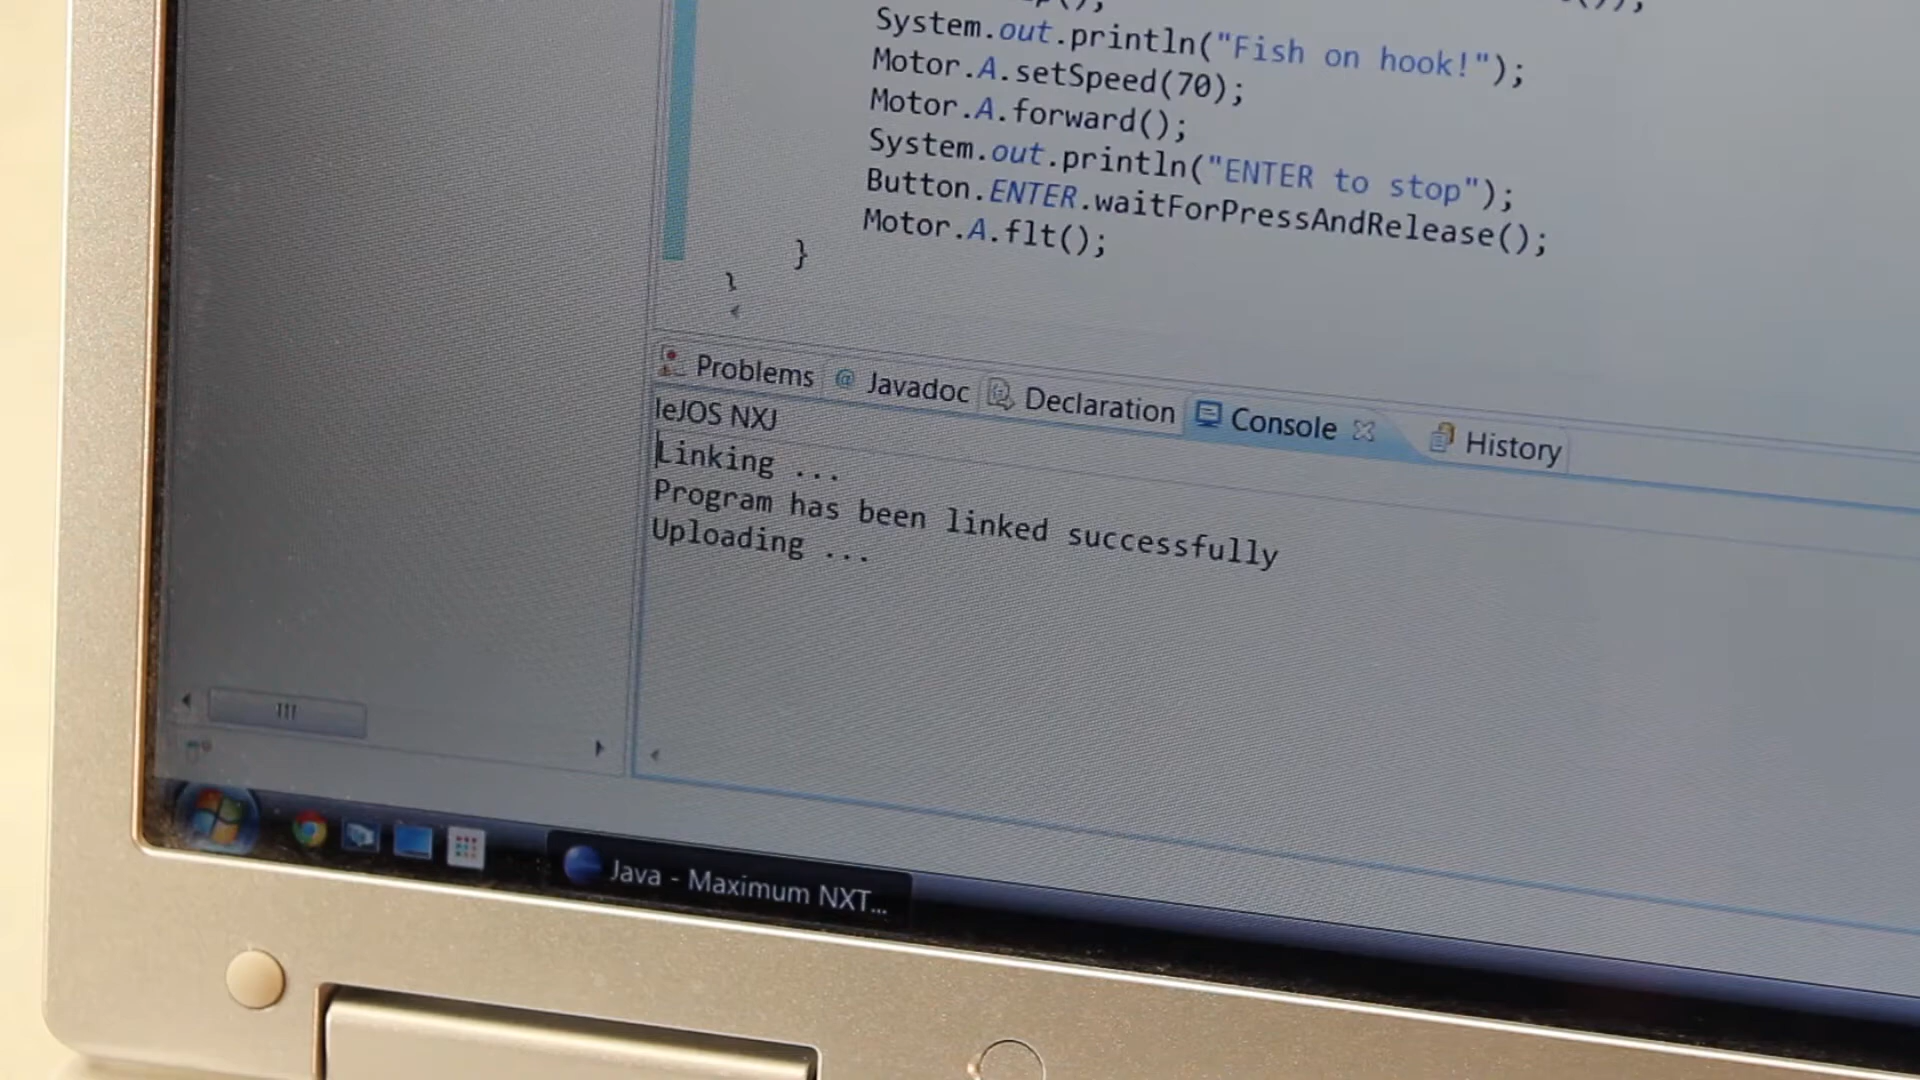 System.out.println("Fish on hook!");
Motor.A.setSpeed(70);
Motor.A.forward();
System.out.println("ENTER to stop");
Button.ENTER.waitForPressAndRelease();
Motor.A.flt();
}
}
Problems @ Javadoc Declaration Console History
leJOS NXJ
Linking ...
Program has been linked successfully
Uploading ...
Java - Maximum NXT...